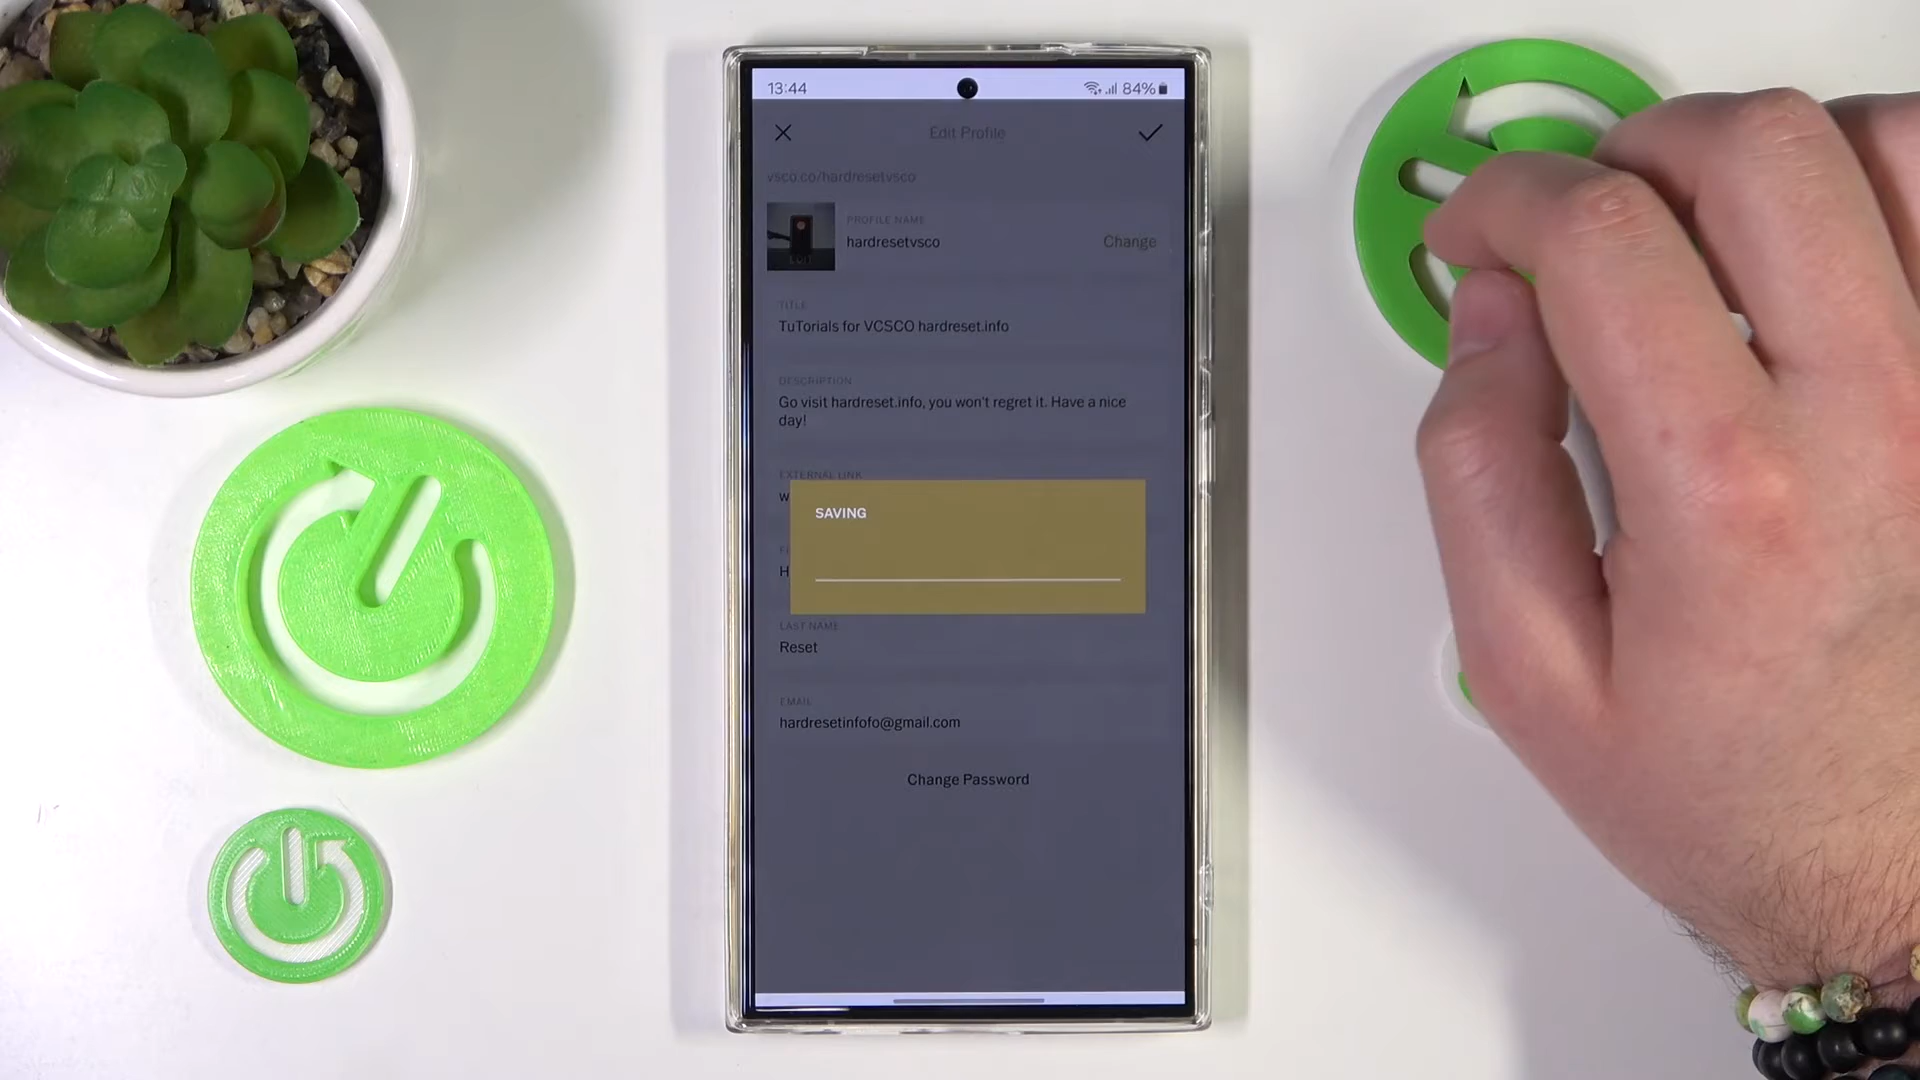 13:44
84%
Edit Profile
vsco.co/hardresetvsco
PROFILE NAME
hardresetvsco
Change
EDIT
TITLE
TuTorials for VCSCO hardreset.info
DESCRIPTION
Go visit hardreset.info, you won't regret it. Have a nice
day!
EXTERNAL LINK
SAVING
LAST NAME
Reset
EMAIL
hardresetinfofo@gmail.com
Change Password